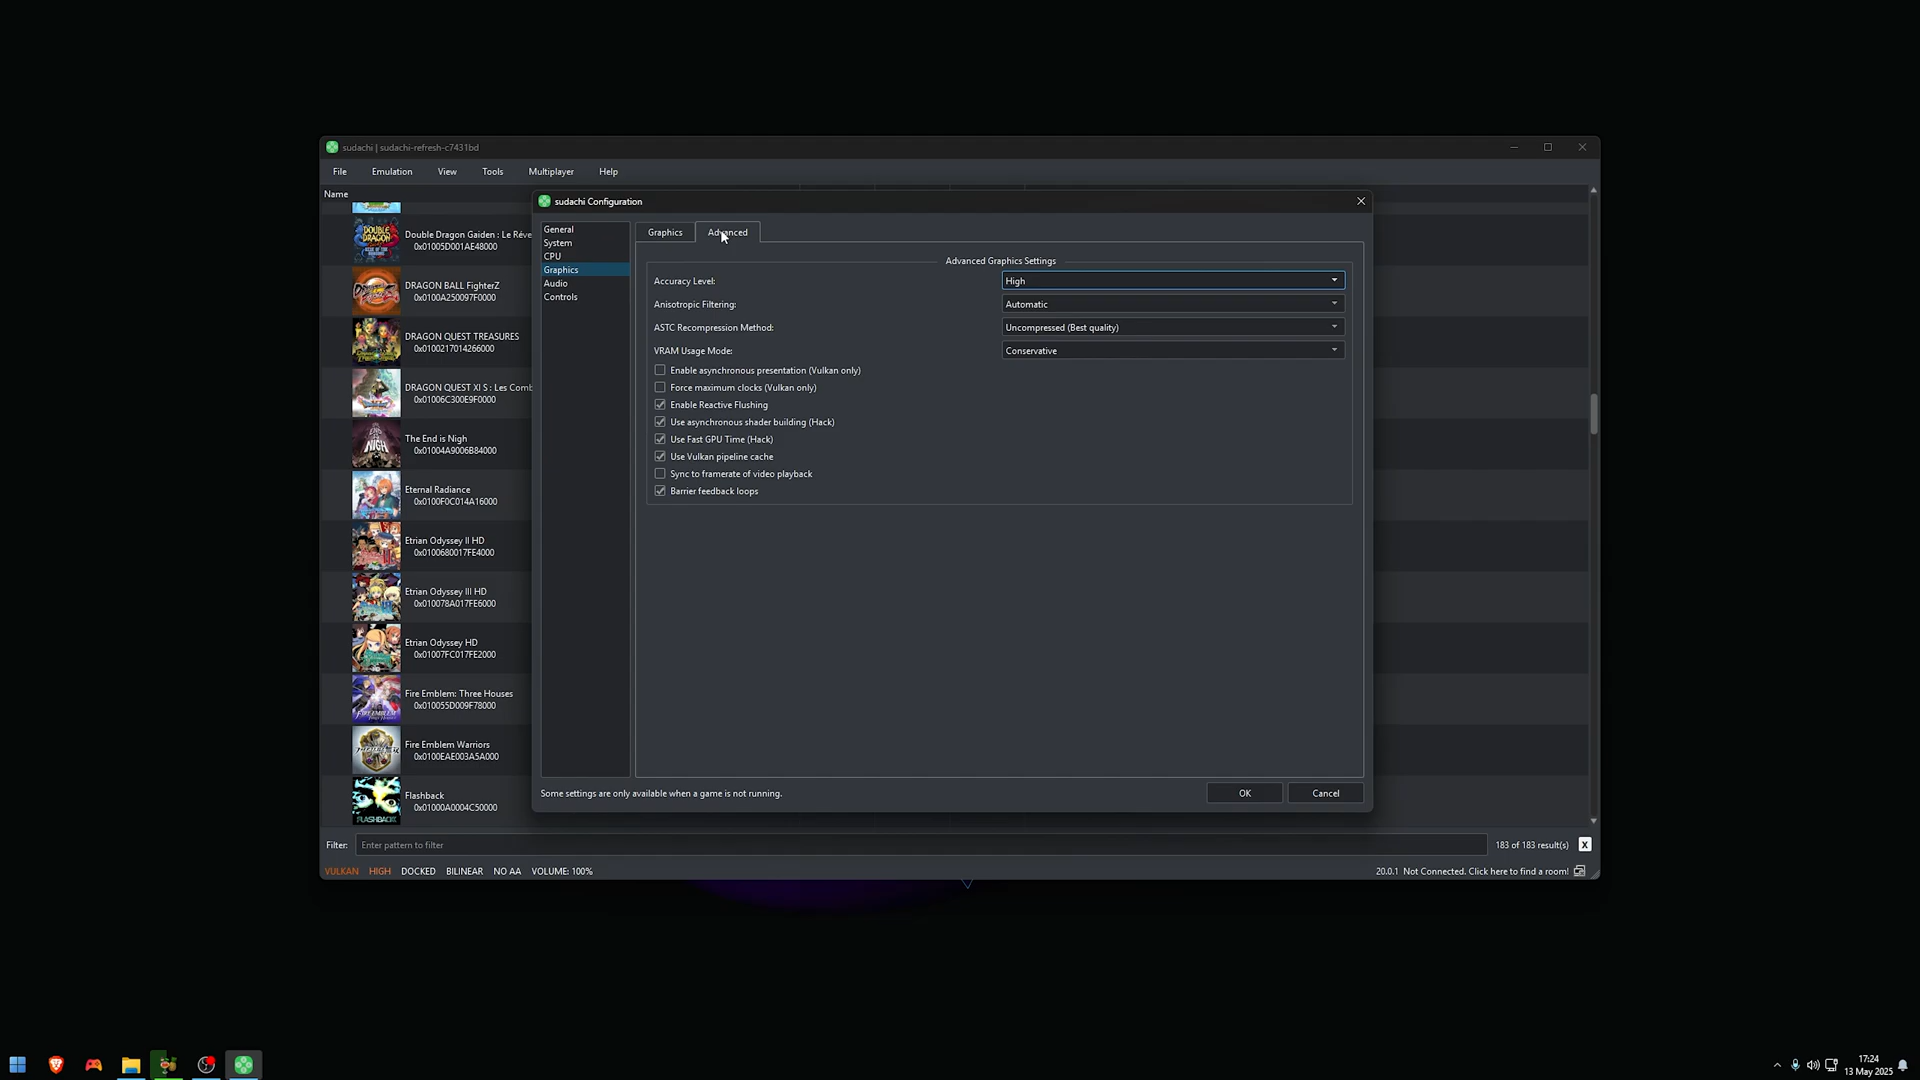 sudachi | sudachi-refresh-c7431bd
File Emulation View Tools Multiplayer Help
Name
sudachi Configuration
General
System
CPU
Graphics
Audio
Controls
Graphics Advanced
Advanced Graphics Settings
Accuracy Level: High
Anisotropic Filtering: Automatic
ASTC Recompression Method: Uncompressed (Best quality)
VRAM Usage Mode: Conservative
Enable asynchronous presentation (Vulkan only)
Force maximum clocks (Vulkan only)
Enable Reactive Flushing
Use asynchronous shader building (Hack)
Use Fast GPU Time (Hack)
Use Vulkan pipeline cache
Sync to framerate of video playback
Barrier feedback loops
Some settings are only available when a game is not running.
OK Cancel
Double Dragon Gaiden : Le Réve
0x01005D001AE48000
DRAGON BALL FighterZ
0x0100A250097F0000
DRAGON QUEST TREASURES
0x0100217014266000
DRAGON QUEST XI S : Les Comb
0x01006C300E9F0000
The End is Nigh
0x01004A9006B84000
Eternal Radiance
0x0100F0C014A16000
Etrian Odyssey II HD
0x0100680017FE4000
Etrian Odyssey III HD
0x010078A017FE6000
Etrian Odyssey HD
0x01007FC017FE2000
Fire Emblem: Three Houses
0x010055D009F78000
Fire Emblem Warriors
0x0100EAE003A5A000
Flashback
0x01000A0004C50000
Filter: Enter pattern to filter 183 of 183 result(s) X
VULKAN HIGH DOCKED BILINEAR NO AA VOLUME: 100% 20.0.1 Not Connected. Click here to find a room!
17:24
13 May 2025